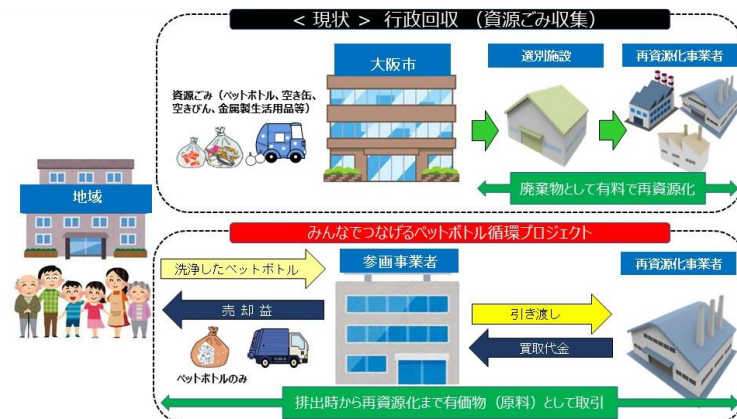 ＜ 現状 ＞ 行政回収 （資源ごみ収集）
大阪市
選別施設
再資源化事業者
資源ごみ（ペットボトル、空き缶、
空きびん、金属製生活用品等）
地域
廃棄物として有料で再資源化
みんなでつなげるペットボトル循環プロジェクト
洗浄したペットボトル
参画事業者
再資源化事業者
売 却 益
引き渡し
買取代金
ペットボトルのみ
排出時から再資源化まで有価物（原料）として取引